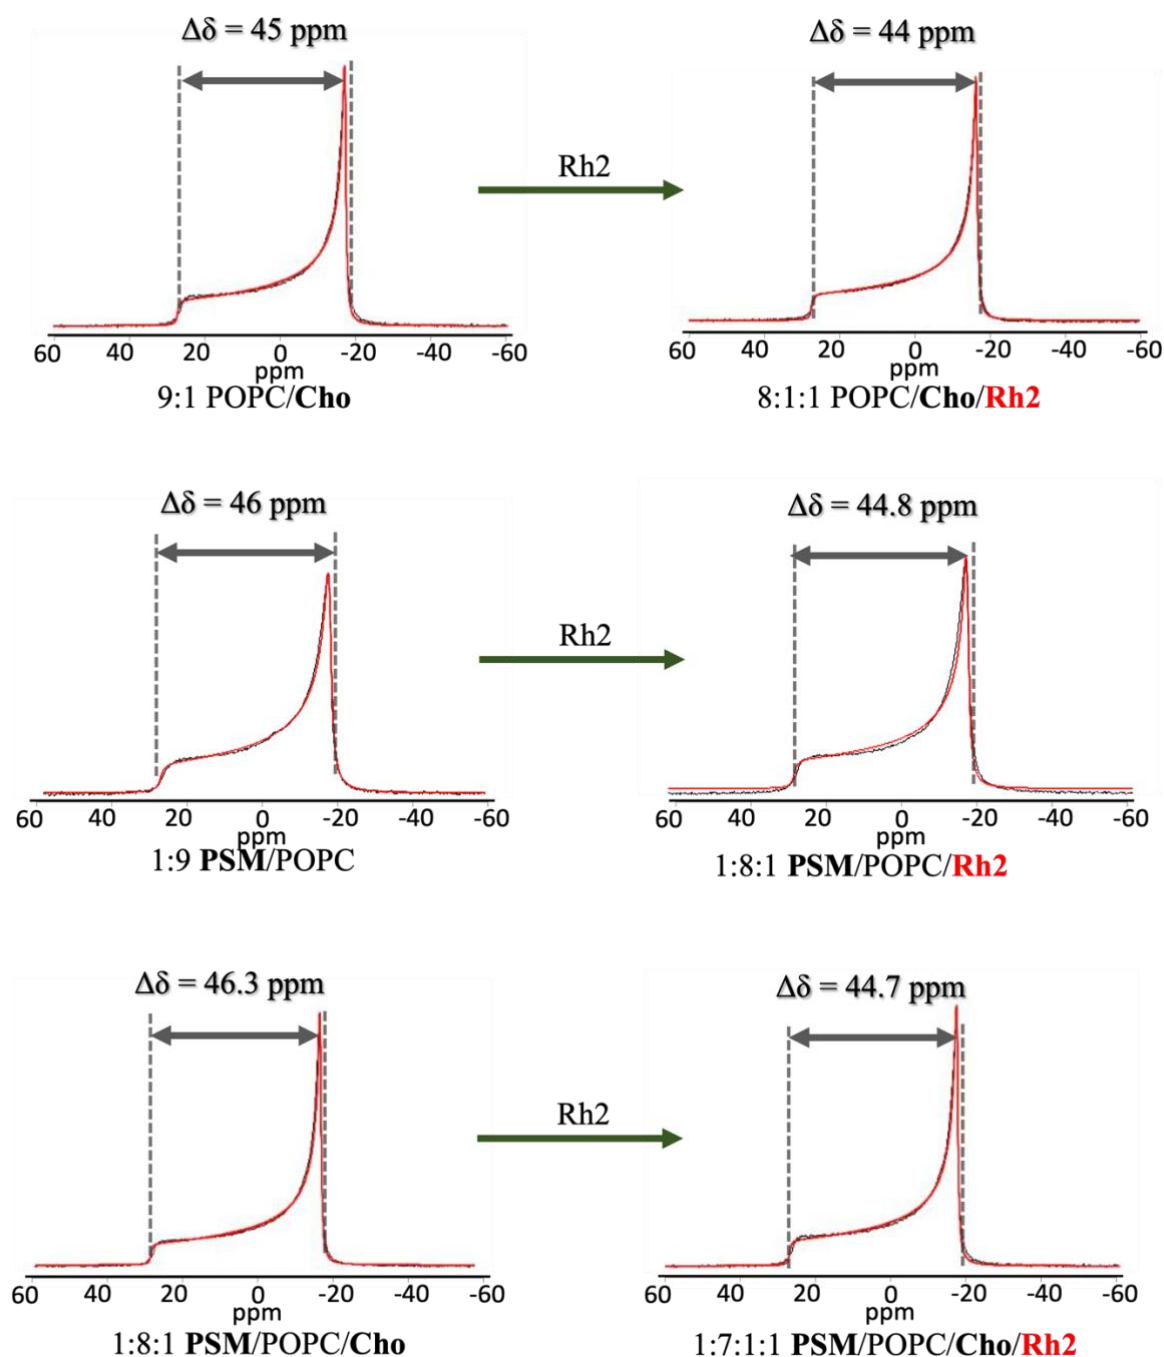 Δδ = 45 ppm
Δδ = 44 ppm
Rh2
60 40 20 0 -20 -40 -60
ppm
9:1 POPC/Cho
60 40 20 0 -20 -40 -60
ppm
8:1:1 POPC/Cho/Rh2
Δδ = 46 ppm
Δδ = 44.8 ppm
Rh2
60 40 20 0 -20 -40 -60
ppm
1:9 PSM/POPC
60 40 20 0 -20 -40 -60
ppm
1:8:1 PSM/POPC/Rh2
Δδ = 46.3 ppm
Δδ = 44.7 ppm
Rh2
60 40 20 0 -20 -40 -60
ppm
1:8:1 PSM/POPC/Cho
60 40 20 0 -20 -40 -60
ppm
1:7:1:1 PSM/POPC/Cho/Rh2